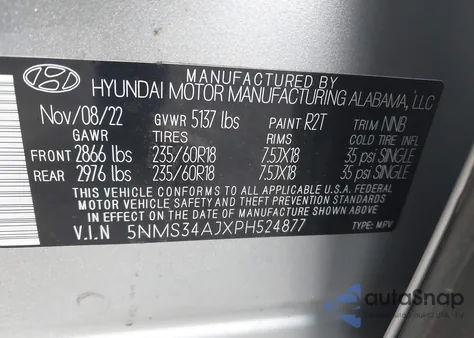 MANUFACTURED BY
HYUNDAI MOTOR MANUFACTURING ALABAMA, LLC
Nov/08/22 GVWR 5137 lbs PAINT R2T TRIM NNB
GAWR TIRES RIMS COLD TIRE INFL
FRONT 2866 lbs 235/60R18 7.5JX18 35 psi SINGLE
REAR 2976 lbs 235/60R18 7.5JX18 35 psi SINGLE
THIS VEHICLE CONFORMS TO ALL APPLICABLE U.S.A. FEDERAL
MOTOR VEHICLE SAFETY AND THEFT PREVENTION STANDARDS
IN EFFECT ON THE DATE OF MANUFACTURE SHOWN ABOVE.
V.I.N 5NMS34AJXPH524877 TYPE: MPV
autaSnap